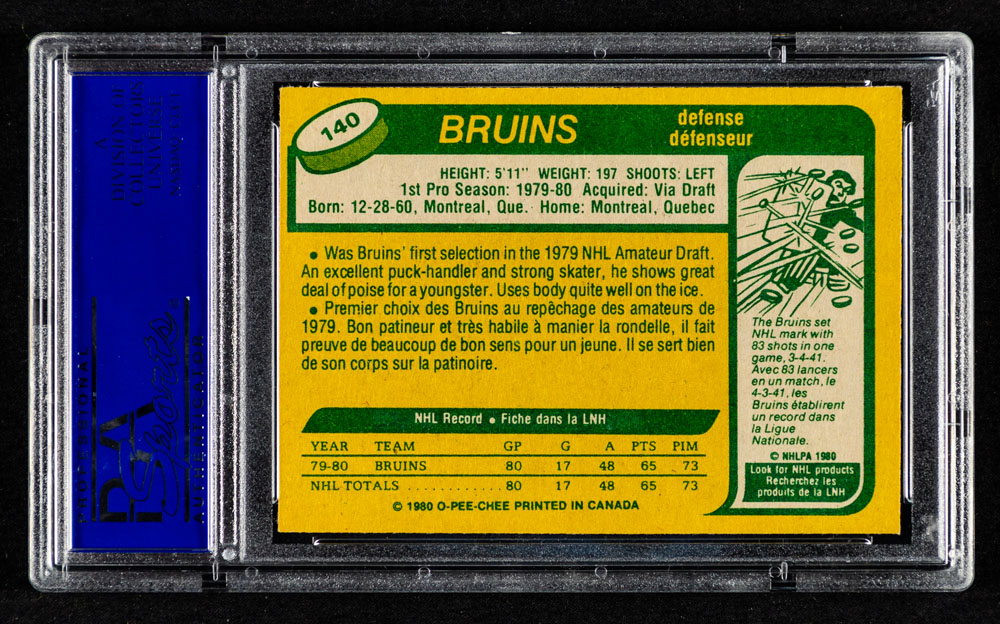 A
DIVISION OF
COLLECTORS
UNIVERSE
NASDAQ: CLCT
PROFESSIONAL
PSA
Sports
AUTHENTICATION
140
BRUINS
defense
défenseur
HEIGHT: 5'11" WEIGHT: 197 SHOOTS: LEFT
1st Pro Season: 1979-80 Acquired: Via Draft
Born: 12-28-60, Montreal, Que. Home: Montreal, Quebec
• Was Bruins' first selection in the 1979 NHL Amateur Draft.
An excellent puck-handler and strong skater, he shows great
deal of poise for a youngster. Uses body quite well on the ice.
• Premier choix des Bruins au repêchage des amateurs de
1979. Bon patineur et très habile à manier la rondelle, il fait
preuve de beaucoup de bon sens pour un jeune. Il se sert bien
de son corps sur la patinoire.
The Bruins set
NHL mark with
83 shots in one
game, 3-4-41.
Avec 83 lancers
en un match, le
4-3-41, les
Bruins établirent
un record dans
la Ligue
Nationale.
© NHLPA 1980
Look for NHL products
Recherchez les
produits de la LNH
NHL Record • Fiche dans la LNH
YEAR TEAM GP G A PTS PIM
79-80 BRUINS 80 17 48 65 73
NHL TOTALS ............ 80 17 48 65 73
© 1980 O-PEE-CHEE PRINTED IN CANADA